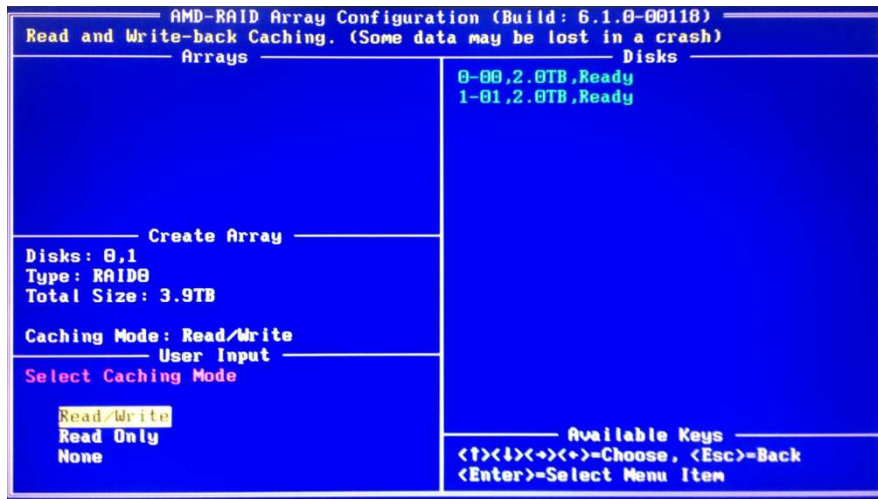 AMD-RAID Array Configuration (Build: 6.1.0-00118)
Read and Write-back Caching. (Some data may be lost in a crash)
Arrays
Disks
0-00,2.0TB,Ready
1-01,2.0TB,Ready
Create Array
Disks: 0,1
Type: RAID0
Total Size: 3.9TB
Caching Mode: Read/Write
User Input
Select Caching Mode
Read/Write
Read Only
None
Available Keys
<↑><↓><→><←>=Choose, <Esc>=Back
<Enter>=Select Menu Item